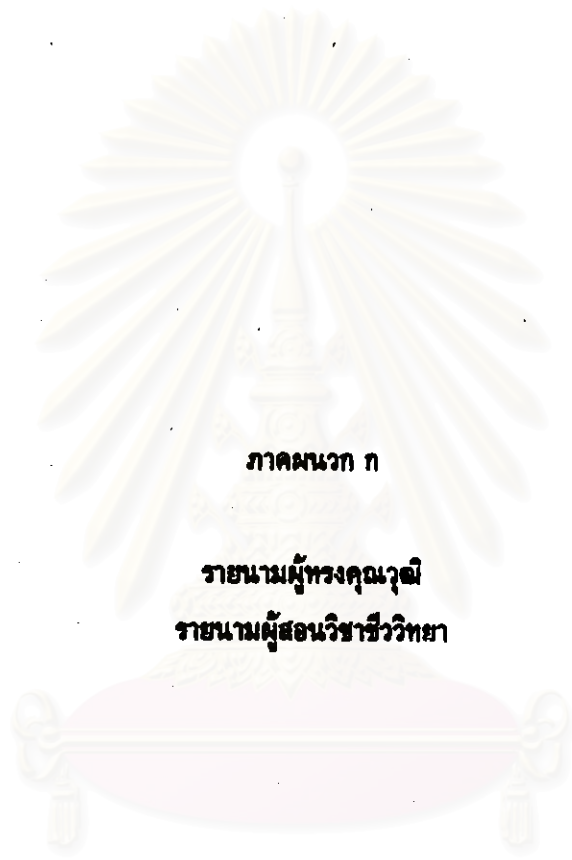 ภาคผนวก ก
รายนามผู้ทรงคุณวุฒิ
รายนามผู้สอนวิชาชีววิทยา